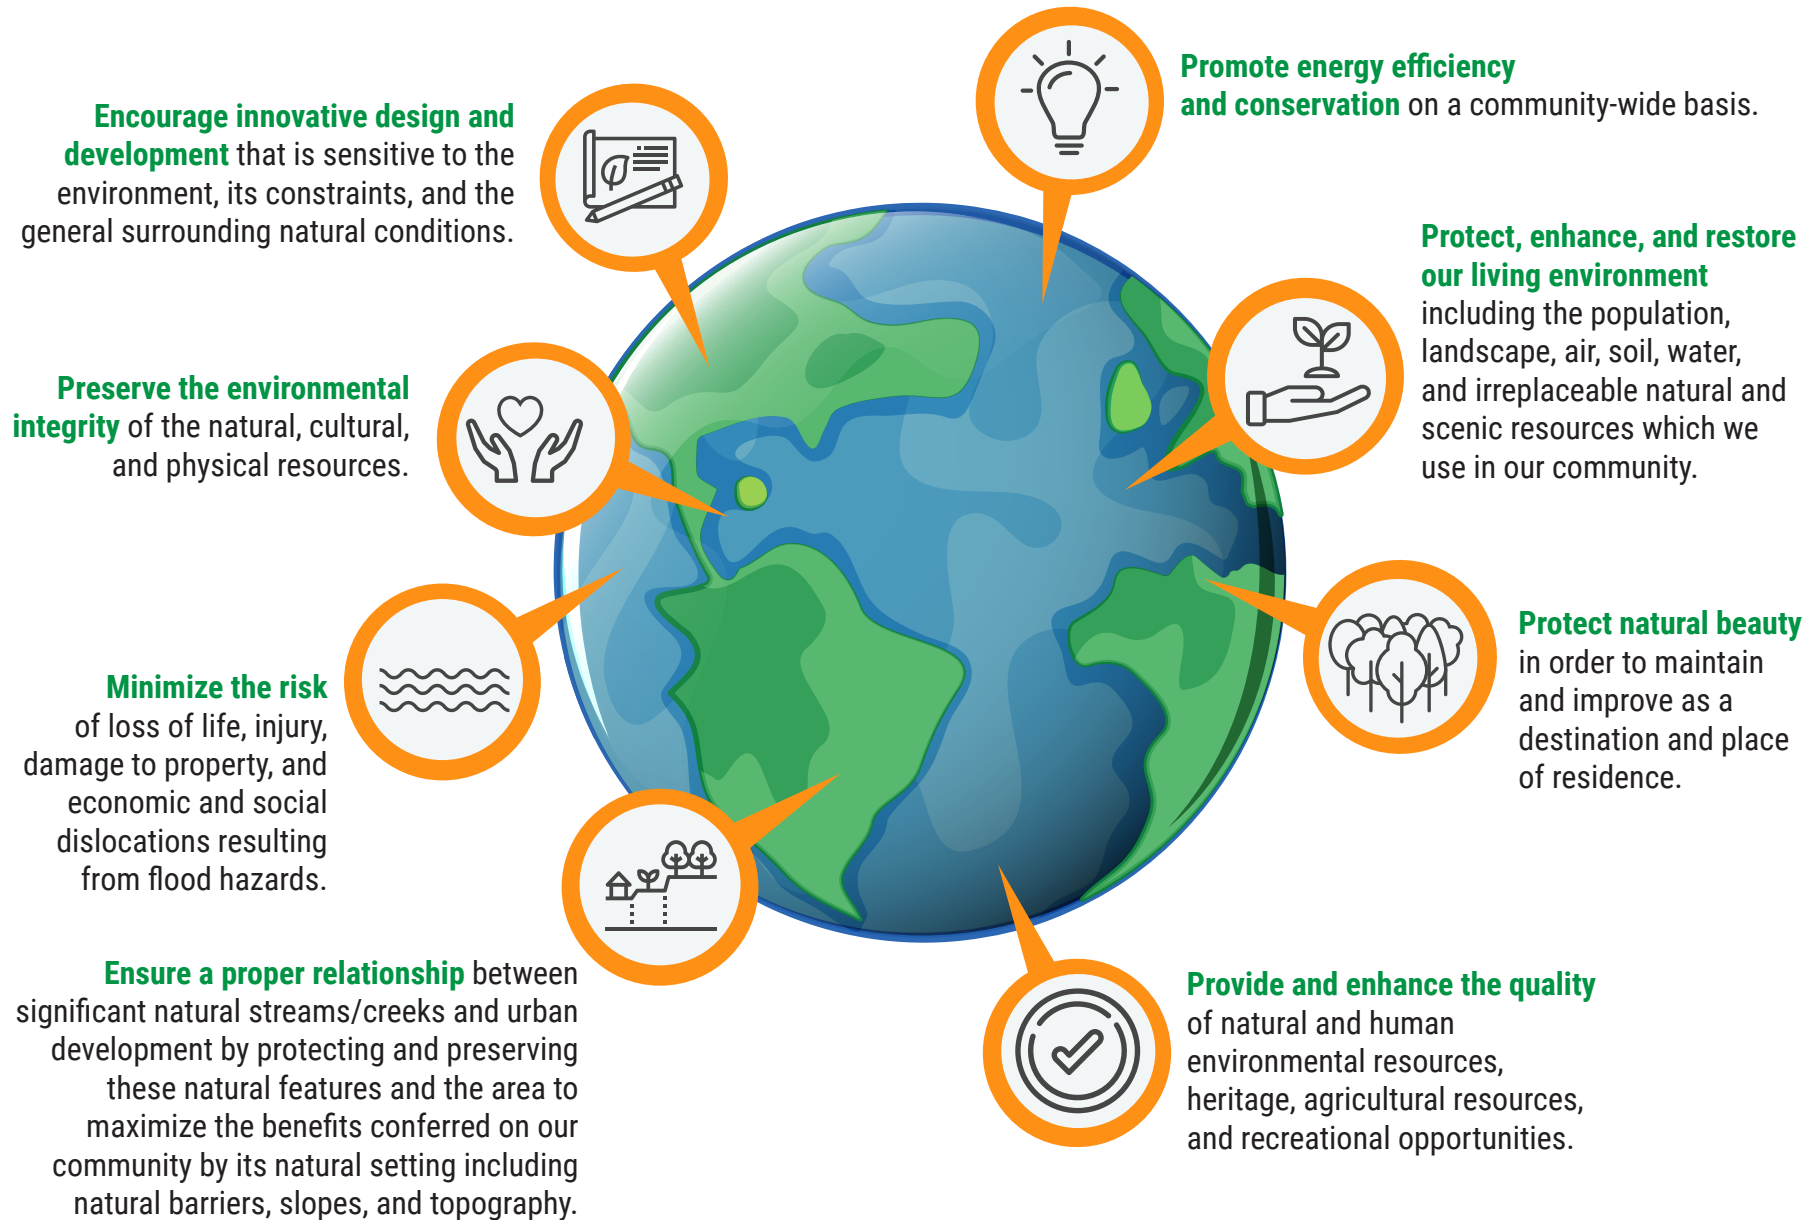 Encourage innovative design and
development that is sensitive to the
environment, its constraints, and the
general surrounding natural conditions.
Preserve the environmental
integrity of the natural, cultural,
and physical resources.
Minimize the risk
of loss of life, injury,
damage to property, and
economic and social
dislocations resulting
from flood hazards.
Ensure a proper relationship between
significant natural streams/creeks and urban
development by protecting and preserving
these natural features and the area to
maximize the benefits conferred on our
community by its natural setting including
natural barriers, slopes, and topography.
Promote energy efficiency
and conservation on a community-wide basis.
Protect, enhance, and restore
our living environment
including the population,
landscape, air, soil, water,
and irreplaceable natural and
scenic resources which we
use in our community.
Protect natural beauty
in order to maintain
and improve as a
destination and place
of residence.
Provide and enhance the quality
of natural and human
environmental resources,
heritage, agricultural resources,
and recreational opportunities.